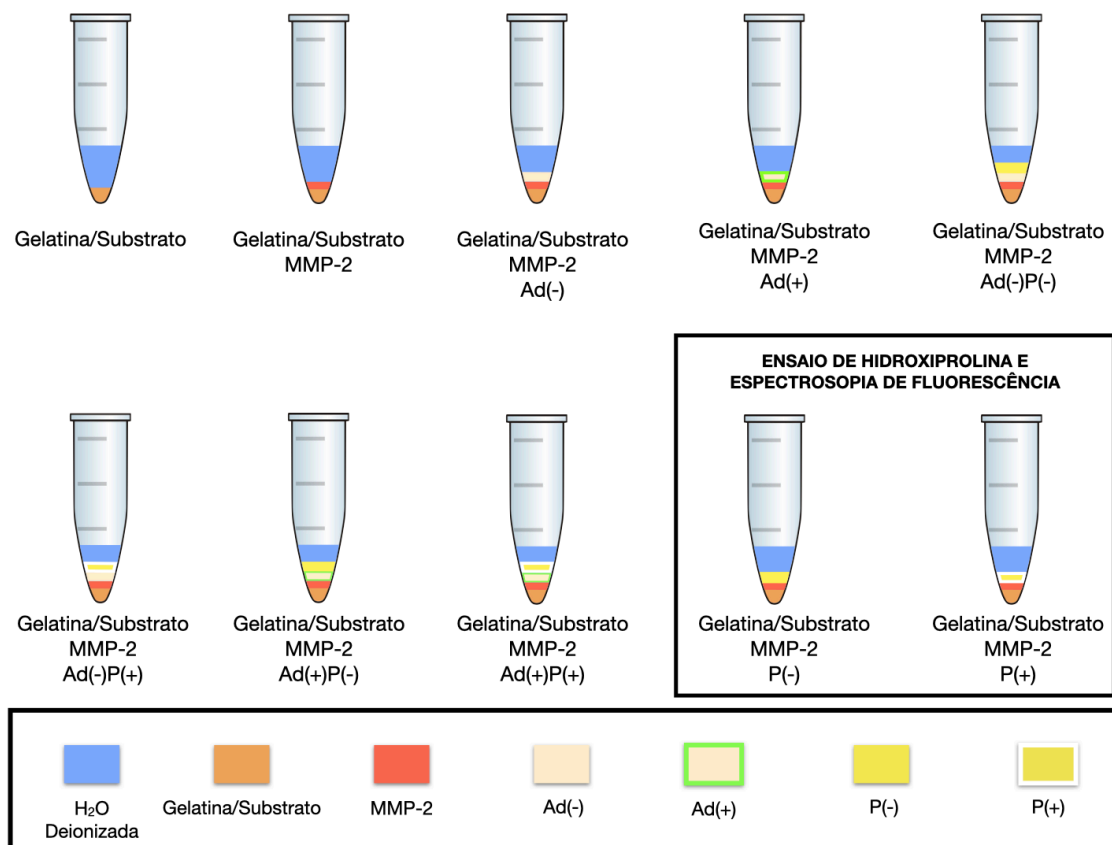 Gelatina/Substrato
Gelatina/Substrato
MMP-2
Gelatina/Substrato
MMP-2
Ad(-)
Gelatina/Substrato
MMP-2
Ad(+)
Gelatina/Substrato
MMP-2
Ad(-)P(-)
ENSAIO DE HIDROXIPROLINA E
ESPECTROSOPIA DE FLUORESCÊNCIA
Gelatina/Substrato
MMP-2
Ad(-)P(+)
Gelatina/Substrato
MMP-2
Ad(+)P(-)
Gelatina/Substrato
MMP-2
Ad(+)P(+)
Gelatina/Substrato
MMP-2
P(-)
Gelatina/Substrato
MMP-2
P(+)
H₂O
Deionizada
Gelatina/Substrato
MMP-2
Ad(-)
Ad(+)
P(-)
P(+)